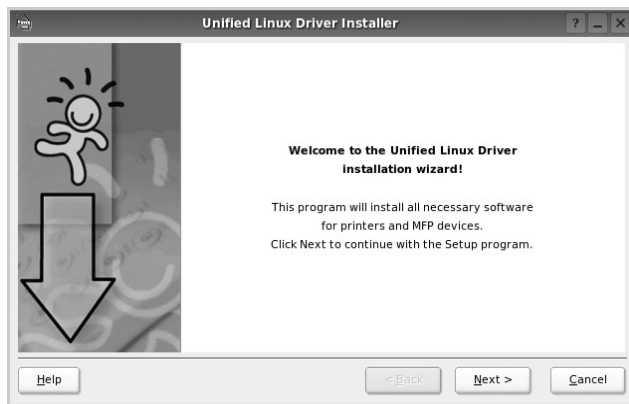 Unified Linux Driver Installer
Welcome to the Unified Linux Driver
installation wizard!
This program will install all necessary software
for printers and MFP devices.
Click Next to continue with the Setup program.
Help
< Back
Next >
Cancel